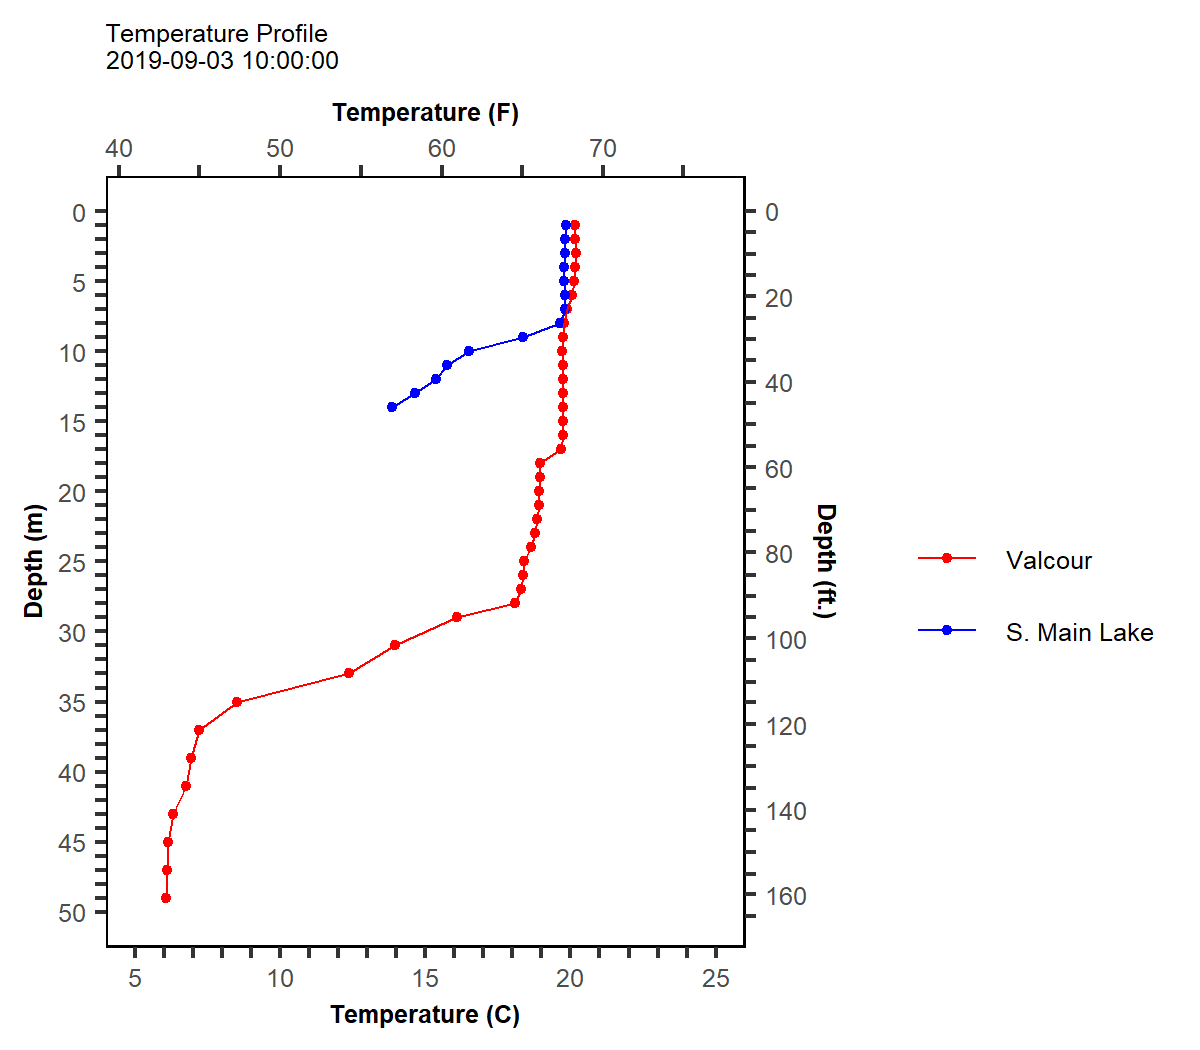 Temperature Profile
2019-09-03 10:00:00
Temperature (F)
40 50 60 70
0 0
5
20
10
40
15
60
20
Depth (m)
Depth (ft.)
25
80
Valcour
30
100
S. Main Lake
35
120
40
140
45
160
50
5 10 15 20 25
Temperature (C)